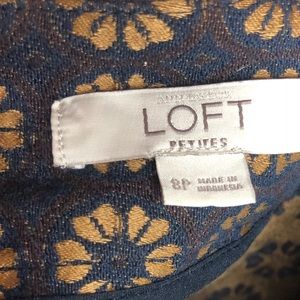 LOFT
PETITES
8P
MADE IN
INDONESIA